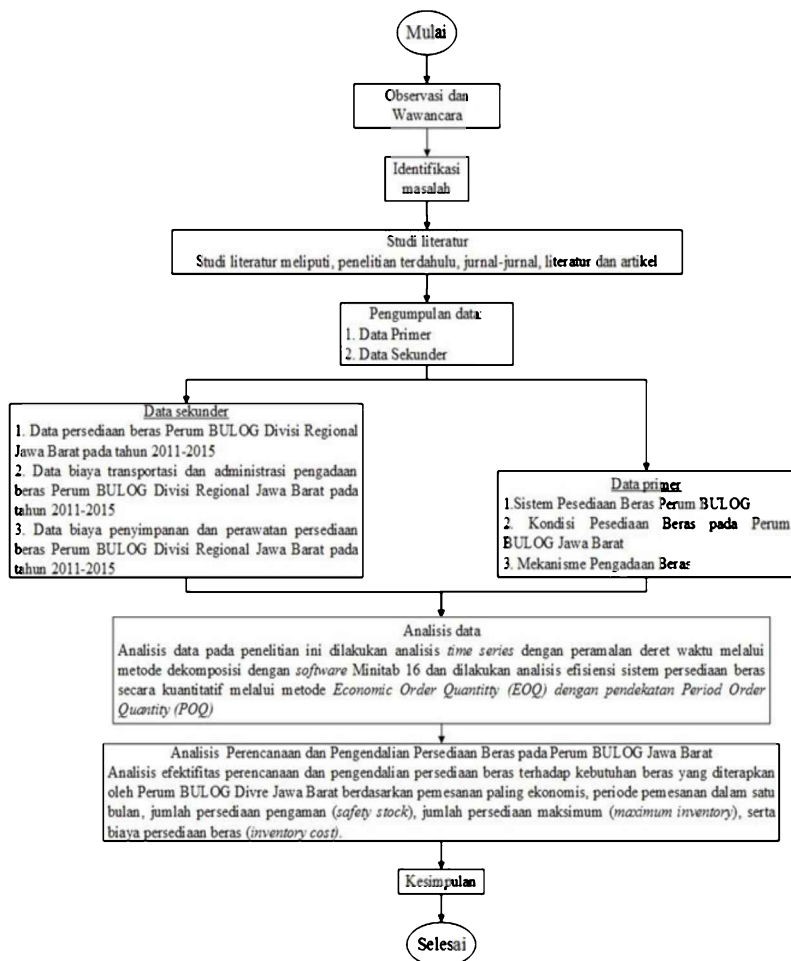 Mulai
Observasi dan
Wawancara
Identifikasi
masalah
Studi literatur
Studi literatur meliputi, penelitian terdahulu, jurnal-jurnal, literatur dan artikel
Pengumpulan data:
1. Data Primer
2. Data Sekunder
Data sekunder
1. Data persediaan beras Perum BULOG Divisi Regional
Jawa Barat pada tahun 2011-2015
2. Data biaya transportasi dan administrasi pengadaan
beras Perum BULOG Divisi Regional Jawa Barat pada
tahun 2011-2015
3. Data biaya penyimpanan dan perawatan persediaan
beras Perum BULOG Divisi Regional Jawa Barat pada
tahun 2011-2015
Data primer
1.Sistem Pesediaan Beras Perum BULOG
2. Kondisi Pesediaan Beras pada Perum
BULOG Jawa Barat
3. Mekanisme Pengadaan Beras
Analisis data
Analisis data pada penelitian ini dilakukan analisis time series dengan peramalan deret waktu melalui
metode dekomposisi dengan software Minitab 16 dan dilakukan analisis efisiensi sistem persediaan beras
secara kuantitatif melalui metode Economic Order Quantitty (EOQ) dengan pendekatan Period Order
Quantity (POQ)
Analisis Perencanaan dan Pengendalian Persediaan Beras pada Perum BULOG Jawa Barat
Analisis efektifitas perencanaan dan pengendalian persediaan beras terhadap kebutuhan beras yang diterapkan
oleh Perum BULOG Divre Jawa Barat berdasarkan pemesanan paling ekonomis, periode pemesanan dalam satu
bulan, jumlah persediaan pengaman (safety stock), jumlah persediaan maksimum (maximum inventory), serta
biaya persediaan beras (inventory cost).
Kesimpulan
Selesai